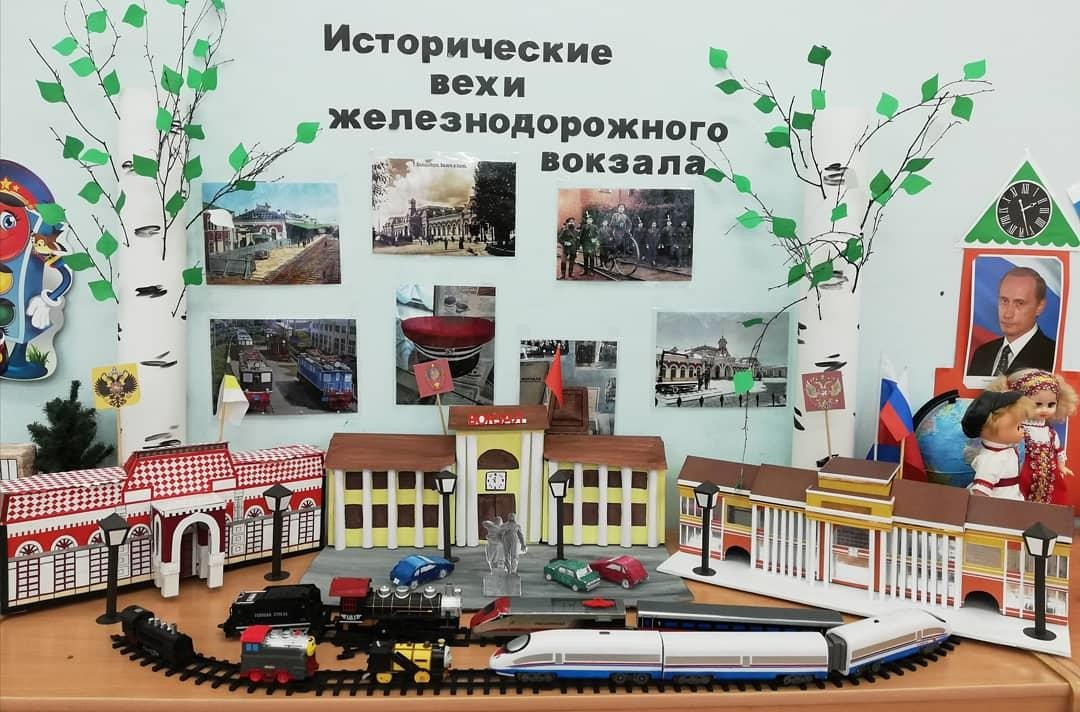 Исторические
вехи
железнодорожного
вокзала
ВОКЗАЛ